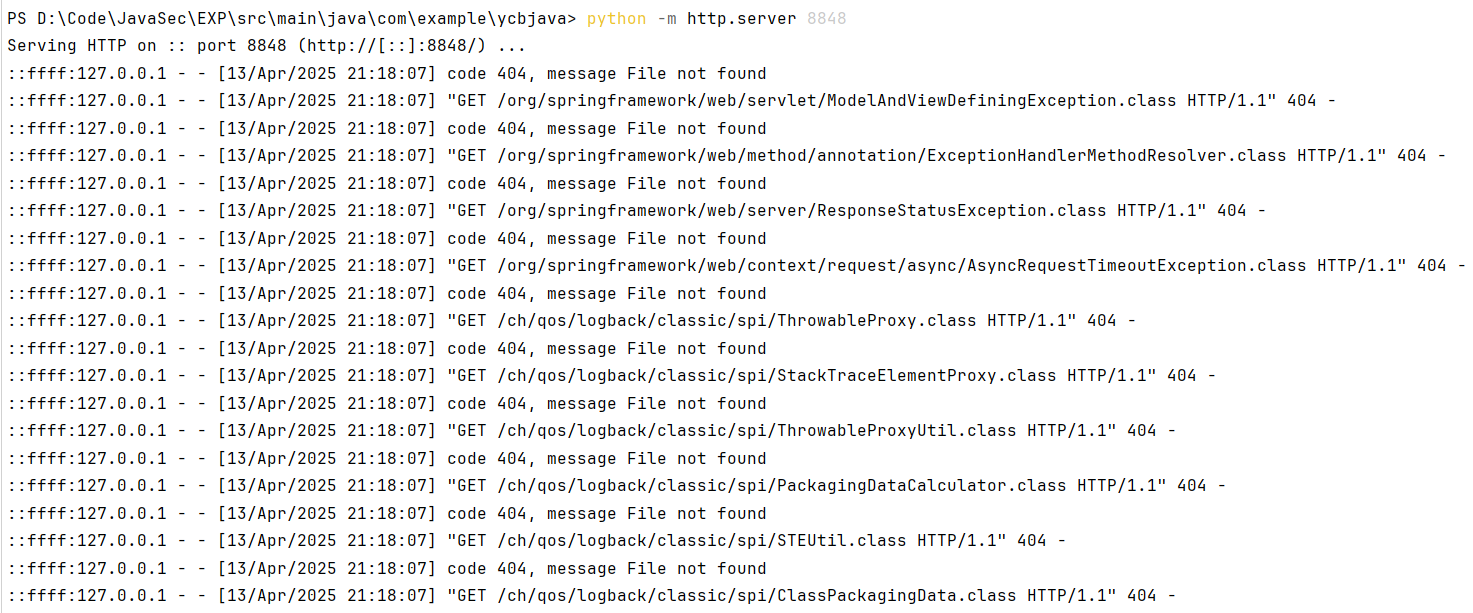 PS D:\Code\JavaSec\EXP\src\main\java\com\example\ycbjava> python -m http.server 8848
Serving HTTP on :: port 8848 (http://[::]:8848/) ...
::ffff:127.0.0.1 - - [13/Apr/2025 21:18:07] code 404, message File not found
::ffff:127.0.0.1 - - [13/Apr/2025 21:18:07] "GET /org/springframework/web/servlet/ModelAndViewDefiningException.class HTTP/1.1" 404 -
::ffff:127.0.0.1 - - [13/Apr/2025 21:18:07] code 404, message File not found
::ffff:127.0.0.1 - - [13/Apr/2025 21:18:07] "GET /org/springframework/web/method/annotation/ExceptionHandlerMethodResolver.class HTTP/1.1" 404 -
::ffff:127.0.0.1 - - [13/Apr/2025 21:18:07] code 404, message File not found
::ffff:127.0.0.1 - - [13/Apr/2025 21:18:07] "GET /org/springframework/web/server/ResponseStatusException.class HTTP/1.1" 404 -
::ffff:127.0.0.1 - - [13/Apr/2025 21:18:07] code 404, message File not found
::ffff:127.0.0.1 - - [13/Apr/2025 21:18:07] "GET /org/springframework/web/context/request/async/AsyncRequestTimeoutException.class HTTP/1.1" 404 -
::ffff:127.0.0.1 - - [13/Apr/2025 21:18:07] code 404, message File not found
::ffff:127.0.0.1 - - [13/Apr/2025 21:18:07] "GET /ch/qos/logback/classic/spi/ThrowableProxy.class HTTP/1.1" 404 -
::ffff:127.0.0.1 - - [13/Apr/2025 21:18:07] code 404, message File not found
::ffff:127.0.0.1 - - [13/Apr/2025 21:18:07] "GET /ch/qos/logback/classic/spi/StackTraceElementProxy.class HTTP/1.1" 404 -
::ffff:127.0.0.1 - - [13/Apr/2025 21:18:07] code 404, message File not found
::ffff:127.0.0.1 - - [13/Apr/2025 21:18:07] "GET /ch/qos/logback/classic/spi/ThrowableProxyUtil.class HTTP/1.1" 404 -
::ffff:127.0.0.1 - - [13/Apr/2025 21:18:07] code 404, message File not found
::ffff:127.0.0.1 - - [13/Apr/2025 21:18:07] "GET /ch/qos/logback/classic/spi/PackagingDataCalculator.class HTTP/1.1" 404 -
::ffff:127.0.0.1 - - [13/Apr/2025 21:18:07] code 404, message File not found
::ffff:127.0.0.1 - - [13/Apr/2025 21:18:07] "GET /ch/qos/logback/classic/spi/STEUtil.class HTTP/1.1" 404 -
::ffff:127.0.0.1 - - [13/Apr/2025 21:18:07] code 404, message File not found
::ffff:127.0.0.1 - - [13/Apr/2025 21:18:07] "GET /ch/qos/logback/classic/spi/ClassPackagingData.class HTTP/1.1" 404 -